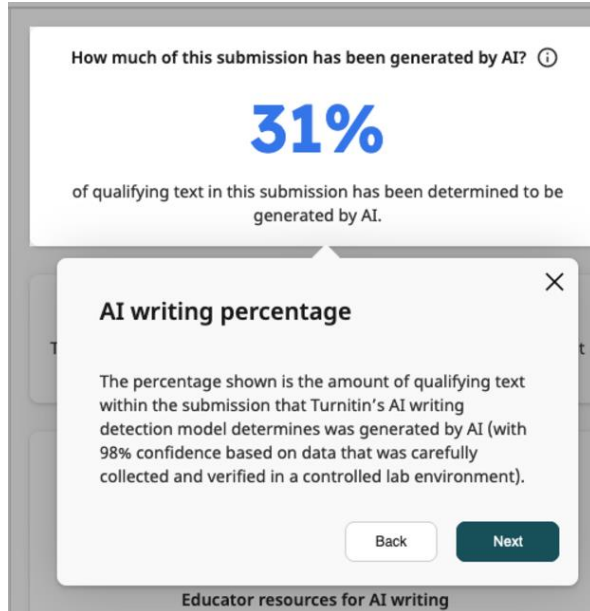 How much of this submission has been generated by AI?
31%
of qualifying text in this submission has been determined to be
generated by AI.
AI writing percentage
The percentage shown is the amount of qualifying text
within the submission that Turnitin's AI writing
detection model determines was generated by AI (with
98% confidence based on data that was carefully
collected and verified in a controlled lab environment).
Back
Next
Educator resources for AI writing